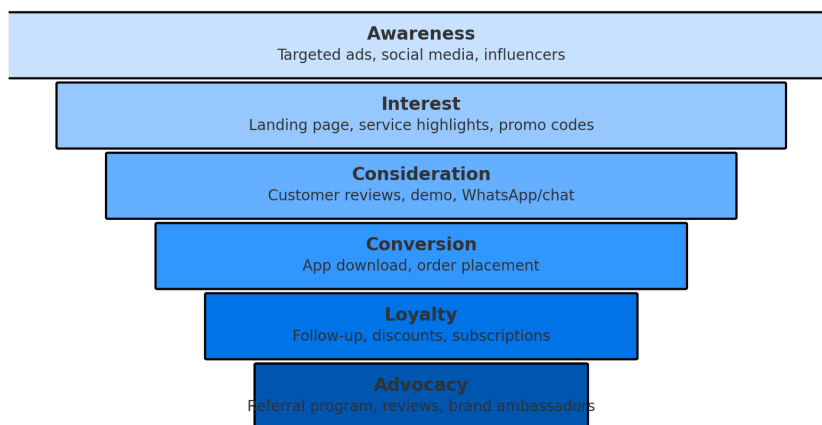 Awareness
Targeted ads, social media, influencers
Interest
Landing page, service highlights, promo codes
Consideration
Customer reviews, demo, WhatsApp/chat
Conversion
App download, order placement
Loyalty
Follow-up, discounts, subscriptions
Advocacy
Referral program, reviews, brand ambassadors